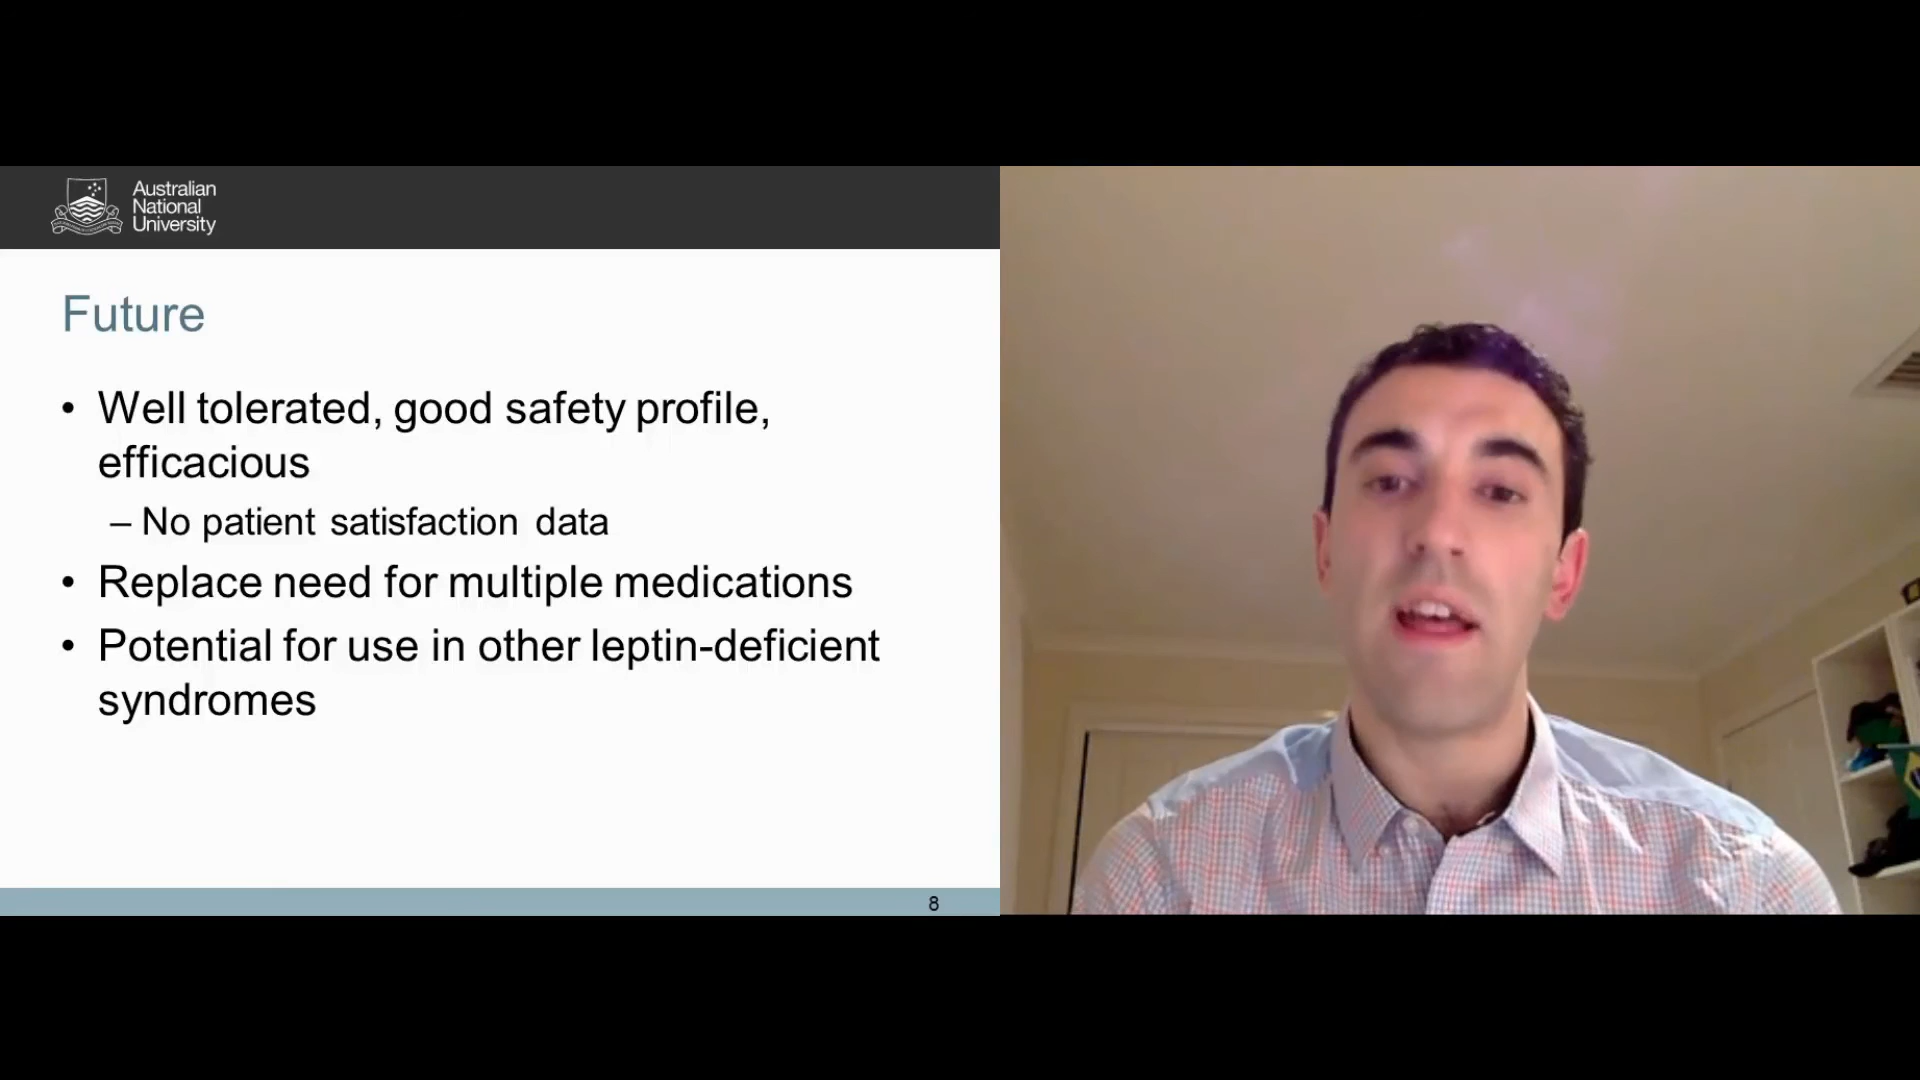 Australian
National
University
Future
• Well tolerated, good safety profile,
efficacious
– No patient satisfaction data
• Replace need for multiple medications
• Potential for use in other leptin-deficient
syndromes
8